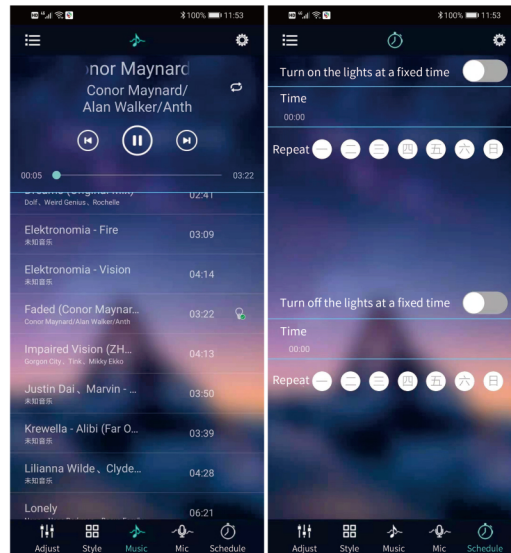 HD 100% 11:53
onor Maynard
Conor Maynard/
Alan Walker/Anth
00:05 03:22
Dreams (Original Mix) 02:41
Dolf、Weird Genius、Rochelle
Elektronomia - Fire 03:09
未知音乐
Elektronomia - Vision 04:14
未知音乐
Faded (Conor Maynar... 03:22
Conor Maynard/Alan Walker/Anth
Impaired Vision (ZH... 04:13
Gorgon City、Tink、Mikky Ekko
Justin Dai、Marvin - ... 03:50
未知音乐
Krewella - Alibi (Far O... 03:39
未知音乐
Lilianna Wilde、Clyde... 04:28
未知音乐
Lonely 06:21
Adjust Style Music Mic Schedule
HD 100% 11:53
Turn on the lights at a fixed time
Time
00:00
Repeat 一 二 三 四 五 六 日
Turn off the lights at a fixed time
Time
00:00
Repeat 一 二 三 四 五 六 日
Adjust Style Music Mic Schedule